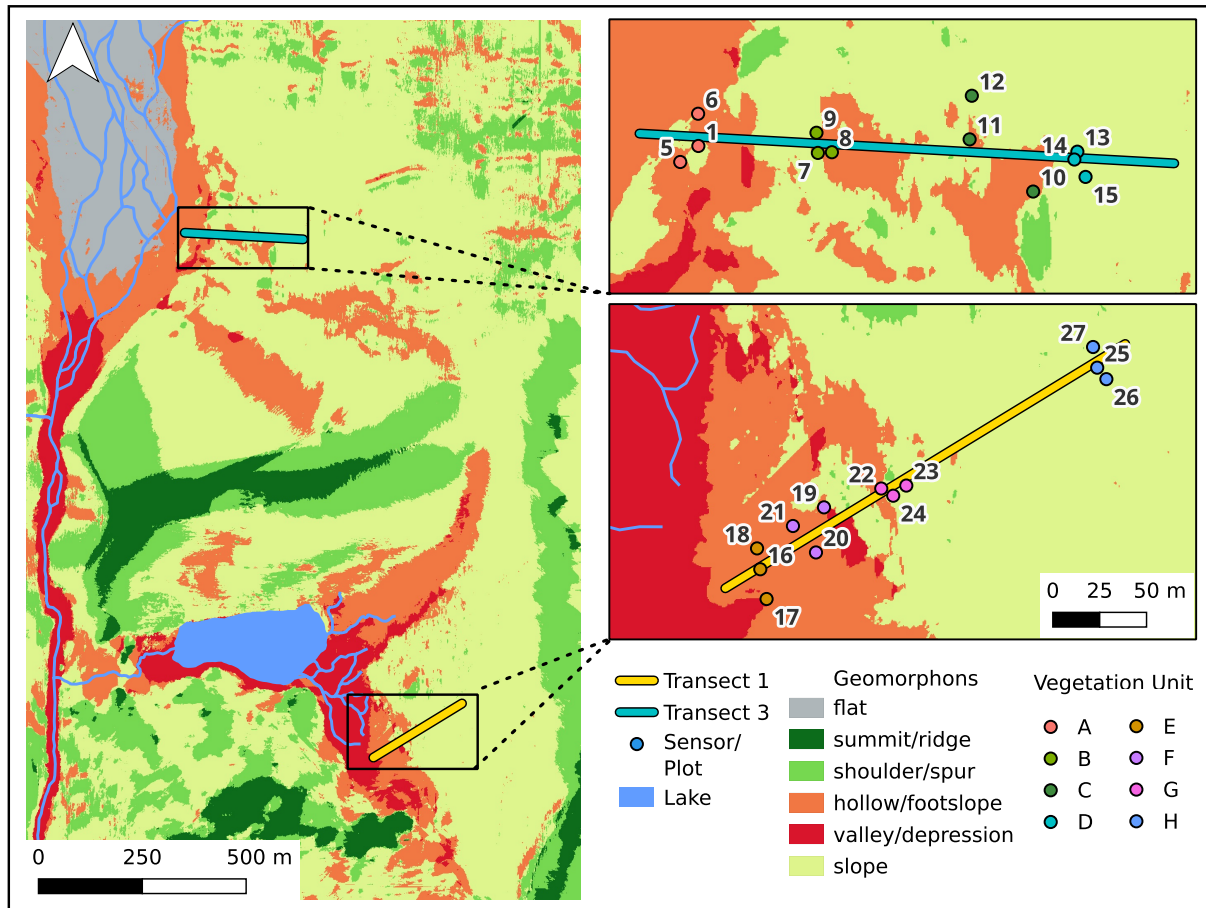 12
6
9
11
13
1
8
14
5
7
10
15
27
25
26
22
23
19
24
21
18
20
16
17
0 25 50 m
0 250 500 m
Transect 1
Transect 3
Sensor/
Plot
Lake
Geomorphons
flat
summit/ridge
shoulder/spur
hollow/footslope
valley/depression
slope
Vegetation Unit
A E
B F
C G
D H